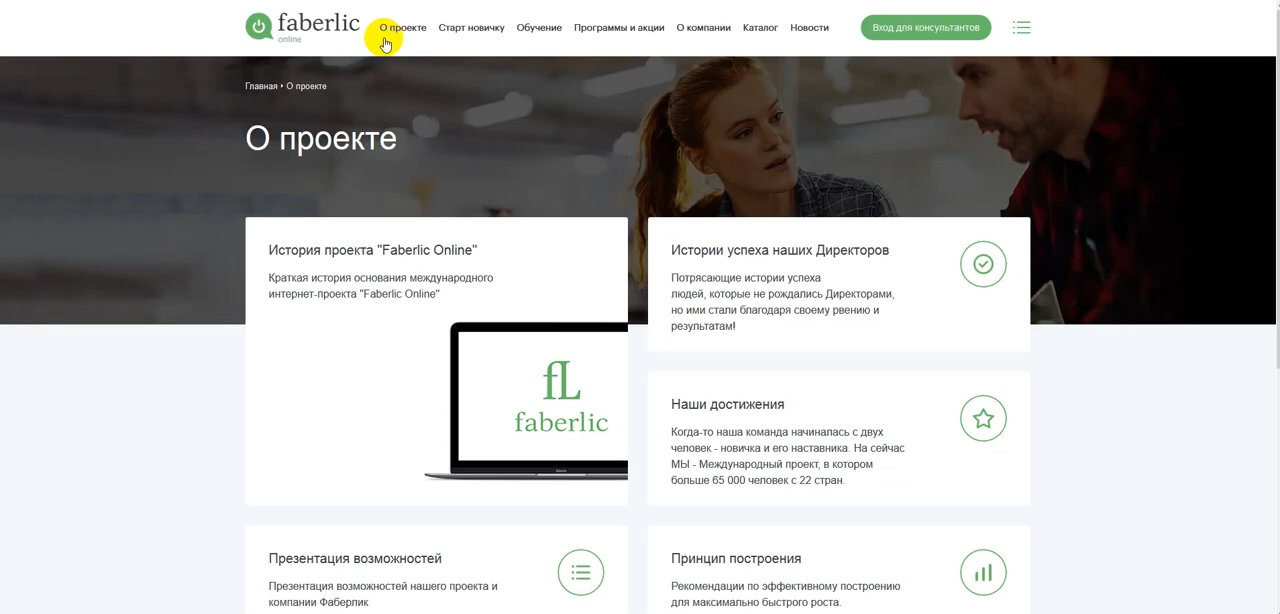 faberlic
online
О проекте Старт новичку Обучение Программы и акции О компании Каталог Новости Вход для консультантов
Главная О проекте
О проекте
История проекта "Faberlic Online"
Краткая история основания международного
интернет-проекта "Faberlic Online"
fL
faberlic
Истории успеха наших Директоров
Потрясающие истории успеха
людей, которые не рождались Директорами,
но ими стали благодаря своему рвению и
результатам!
Наши достижения
Когда-то наша команда начиналась с двух
человек - новичка и его наставника. На сейчас
МЫ - Международный проект, в котором
больше 65 000 человек с 22 стран.
Презентация возможностей
Презентация возможностей нашего проекта и
компании Фаберлик
Принцип построения
Рекомендации по эффективному построению
для максимально быстрого роста.